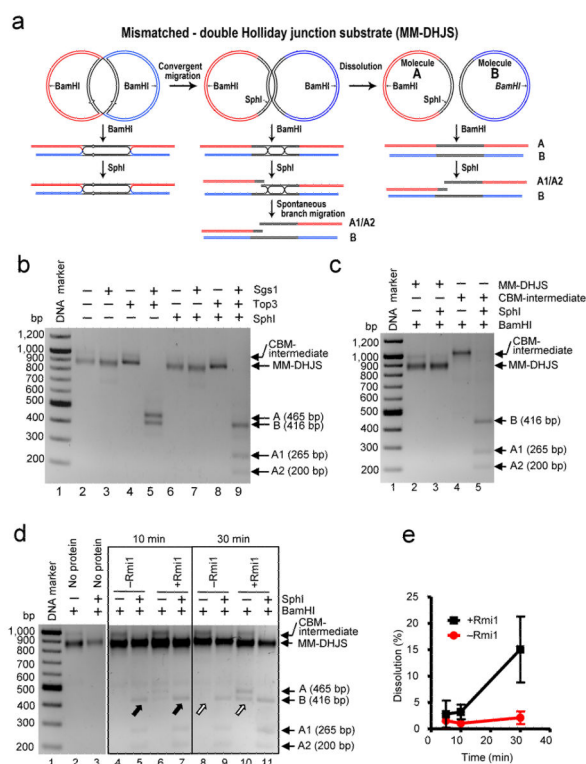 a
Mismatched - double Holliday junction substrate (MM-DHJS)
Convergent migration
Dissolution
BamHI
BamHI
BamHI
BamHI
SphI
Molecule A
BamHI
SphI
Molecule B
BamHI
BamHI
BamHI
BamHI
A
B
SphI
SphI
SphI
A1/A2
B
Spontaneous branch migration
A1/A2
B
b
DNA marker
– + – + – + – + Sgs1
– – + + – – + + Top3
– – – – + + + + SphI
bp
1,200
1,000
900
800
700
600
500
400
300
200
CBM-intermediate
MM-DHJS
A (465 bp)
B (416 bp)
A1 (265 bp)
A2 (200 bp)
1 2 3 4 5 6 7 8 9
c
DNA marker
+ + – – MM-DHJS
– – + + CBM-intermediate
– + – + SphI
+ + + + BamHI
bp
1,200
1,000
900
800
700
600
500
400
300
200
CBM-intermediate
MM-DHJS
B (416 bp)
A1 (265 bp)
A2 (200 bp)
1 2 3 4 5
d
DNA marker
No protein
No protein
10 min
30 min
–Rmi1
+Rmi1
–Rmi1
+Rmi1
– + – + – + – + – + SphI
+ + + + + + + + + + BamHI
bp
1,000
900
800
700
600
500
400
300
200
CBM-intermediate
MM-DHJS
A (465 bp)
B (416 bp)
A1 (265 bp)
A2 (200 bp)
1 2 3 4 5 6 7 8 9 10 11
e
Dissolution (%)
25
20
15
10
5
0
+Rmi1
–Rmi1
0 10 20 30 40
Time (min)